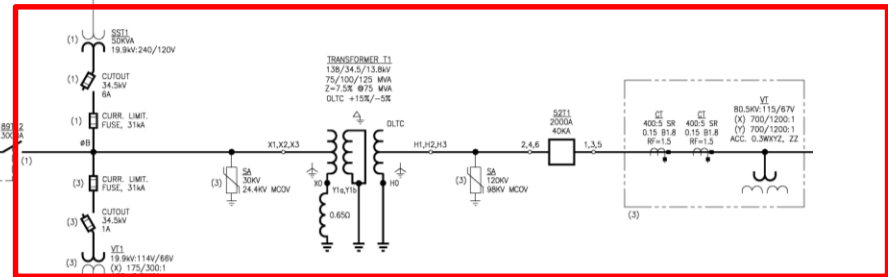 SST1
(1)
50KVA
19.9kV:240/120V
(1)
CUTOUT
34.5kV
6A
(1)
CURR. LIMIT.
FUSE, 31kA
(1)
ØB
(3)
CURR. LIMIT.
FUSE, 31kA
(3)
CUTOUT
34.5kV
1A
VT1
(3)
19.9kV:114V/66V
(X) 175/300:1
X1,X2,X3
(3)
SA
30KV
24.4KV MCOV
TRANSFORMER T1
138/34.5/13.8kV
75/100/125 MVA
Z=7.5% @75 MVA
OLTC +15%/-5%
OLTC
X0
Y1a,Y1b
H0
0.65Ω
H1,H2,H3
(3)
SA
120KV
98KV MCOV
52T1
2000A
40KA
2,4,6
1,3,5
CT
400:5 SR
0.15 B1.8
RF=1.5
CT
400:5 SR
0.15 B1.8
RF=1.5
VT
80.5KV:115/67V
(X) 700/1200:1
(Y) 700/1200:1
ACC. 0.3WXYZ, ZZ
(3)